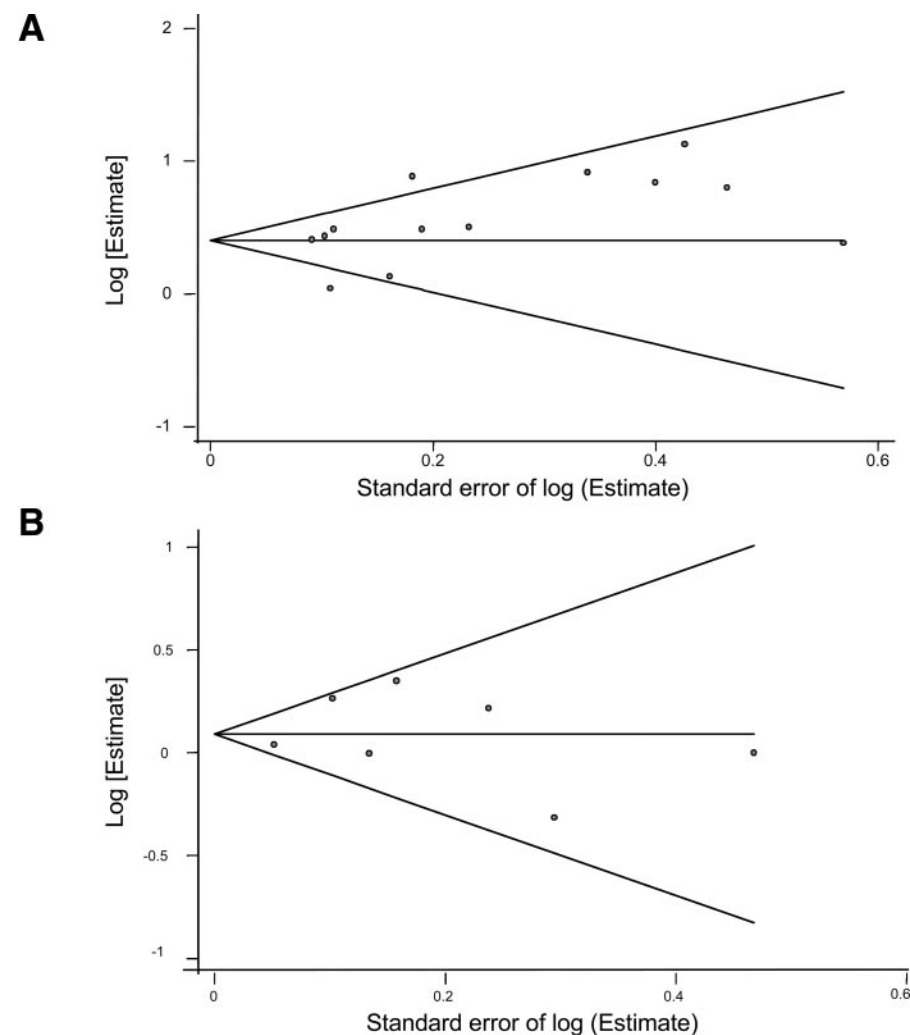 A
2
1
0
-1
Log [Estimate]
0 0.2 0.4 0.6
Standard error of log (Estimate)
B
1
0.5
0
-0.5
-1
Log [Estimate]
0 0.2 0.4 0.6
Standard error of log (Estimate)